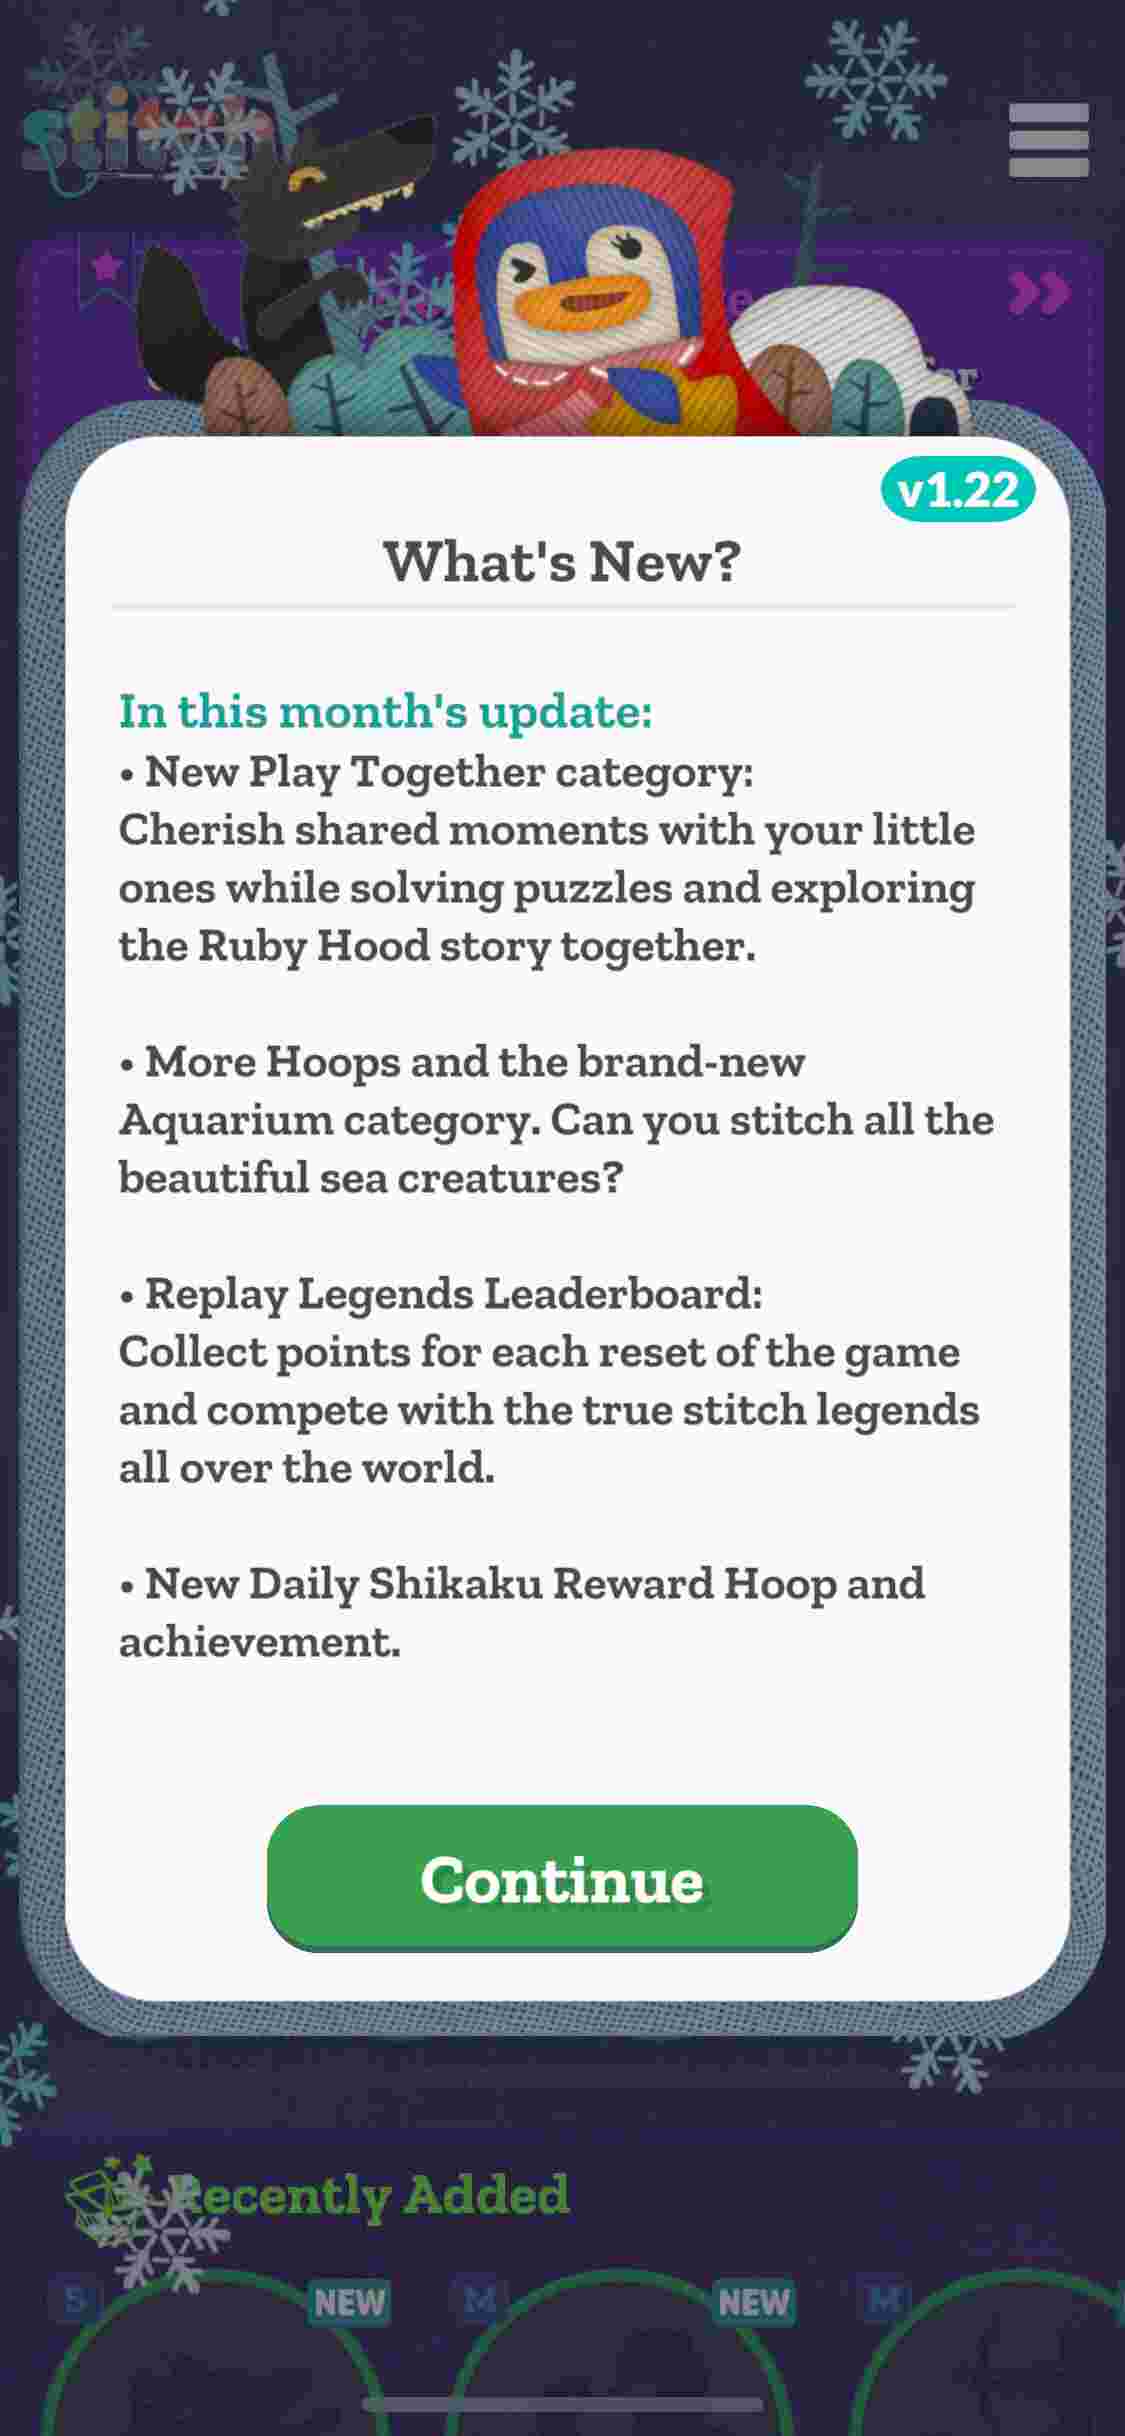 v1.22
What's New?
In this month's update:
• New Play Together category:
Cherish shared moments with your little
ones while solving puzzles and exploring
the Ruby Hood story together.
• More Hoops and the brand-new
Aquarium category. Can you stitch all the
beautiful sea creatures?
• Replay Legends Leaderboard:
Collect points for each reset of the game
and compete with the true stitch legends
all over the world.
• New Daily Shikaku Reward Hoop and
achievement.
Continue
Recently Added
S NEW M NEW M